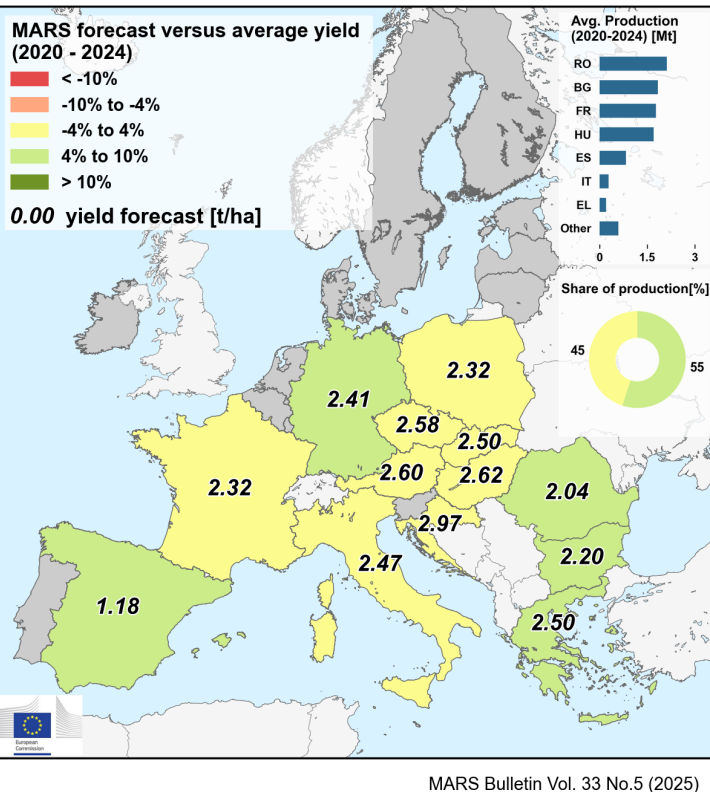 MARS forecast versus average yield
(2020 - 2024)
< -10%
-10% to -4%
-4% to 4%
4% to 10%
> 10%
0.00 yield forecast [t/ha]
Avg. Production
(2020-2024) [Mt]
RO
BG
FR
HU
ES
IT
EL
Other
0 1.5 3
Share of production[%]
45
55
2.41
2.32
2.58
2.50
2.60
2.62
2.32
2.04
2.97
2.20
2.47
1.18
2.50
European
Commission
MARS Bulletin Vol. 33 No.5 (2025)